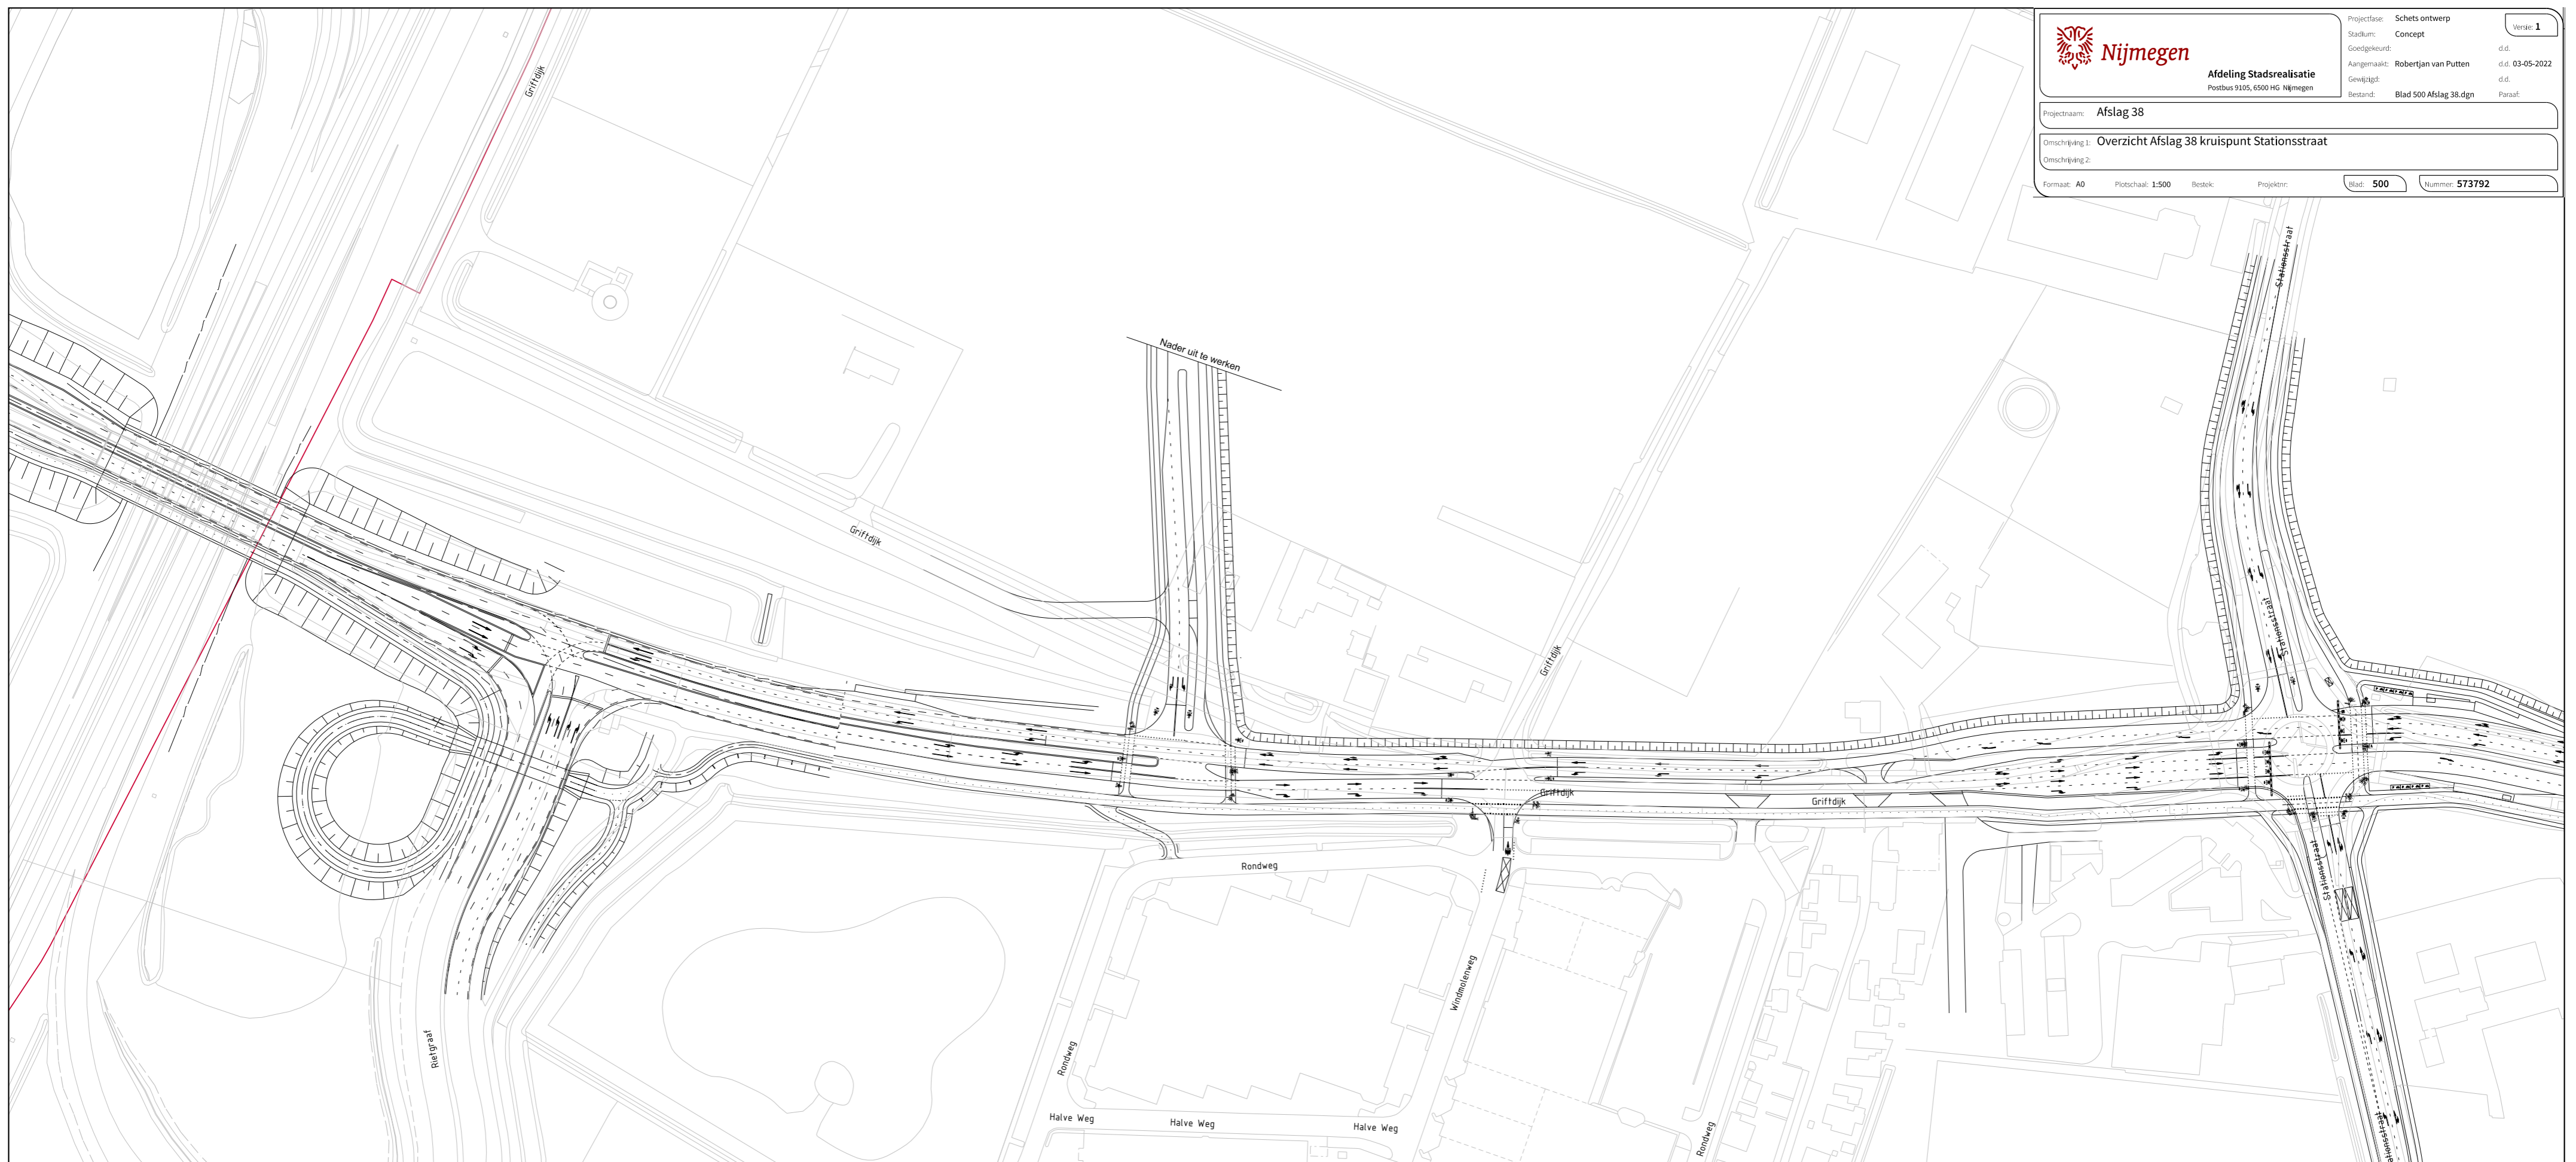 Nijmegen
Afdeling Stadsrealisatie
Postbus 9105, 6500 HG Nijmegen
Projectfase: Schets ontwerp
Versie: 1
Stadium: Concept
Goedgekeurd: d.d.
Aangemaakt: Robertjan van Putten d.d. 03-05-2022
Gewijzigd: d.d.
Bestand: Blad 500 Afslag 38.dgn Paraaf:
Projectnaam: Afslag 38
Omschrijving 1: Overzicht Afslag 38 kruispunt Stationsstraat
Omschrijving 2:
Formaat: A0 Plotschaal: 1:500 Bestek: Projektnr: Blad: 500 Nummer: 573792
Griftdijk
Stationsstraat
Nader uit te werken
Griftdijk
Stationsstraat
Griftdijk
Griftdijk
Griftdijk
Rondweg
Stationsstraat
Windmolenweg
Rietgraaf
Rondweg
Halve Weg
Halve Weg
Halve Weg
Rondweg